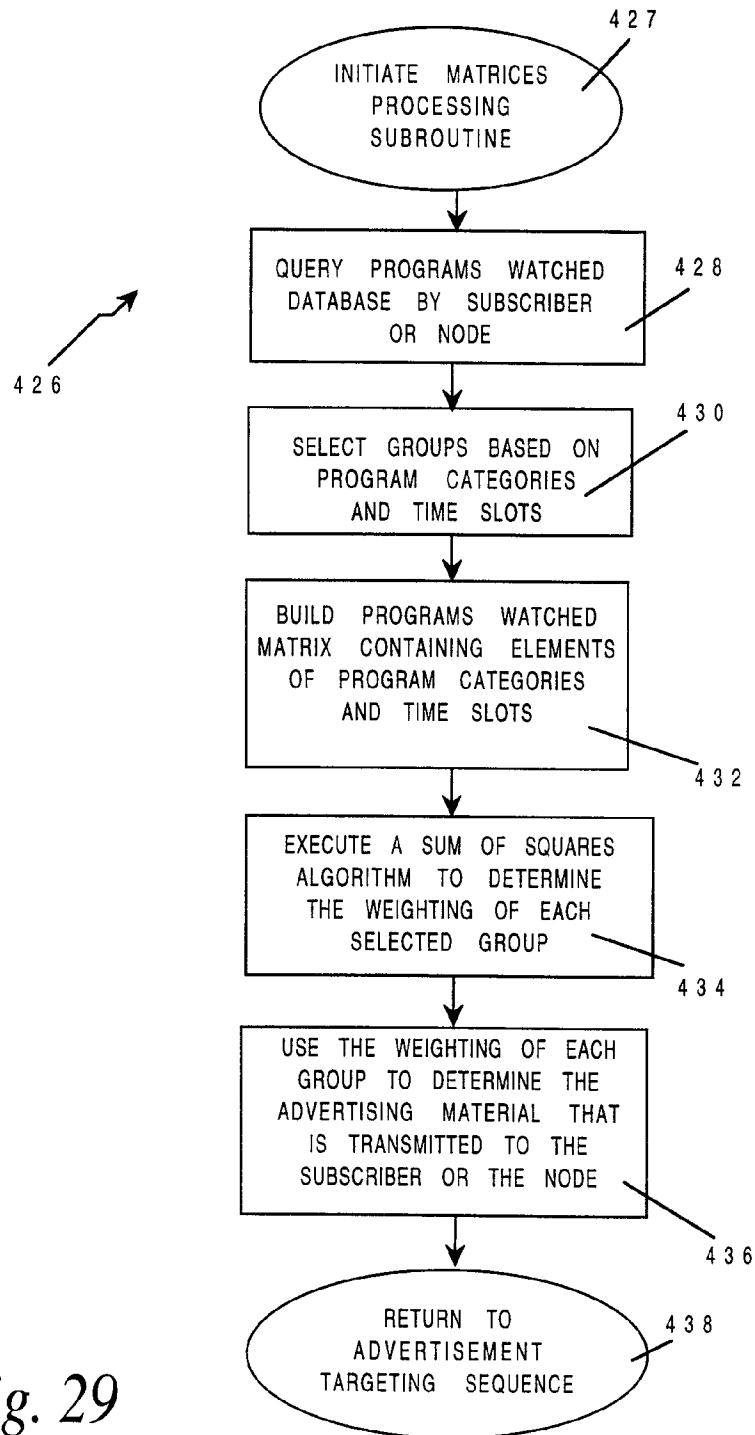 427
INITIATE MATRICES
PROCESSING
SUBROUTINE
QUERY PROGRAMS WATCHED
DATABASE BY SUBSCRIBER
OR NODE
428
426
SELECT GROUPS BASED ON
PROGRAM CATEGORIES
AND TIME SLOTS
430
BUILD PROGRAMS WATCHED
MATRIX CONTAINING ELEMENTS
OF PROGRAM CATEGORIES
AND TIME SLOTS
432
EXECUTE A SUM OF SQUARES
ALGORITHM TO DETERMINE
THE WEIGHTING OF EACH
SELECTED GROUP
434
USE THE WEIGHTING OF EACH
GROUP TO DETERMINE THE
ADVERTISING MATERIAL THAT
IS TRANSMITTED TO THE
SUBSCRIBER OR THE NODE
436
RETURN TO
ADVERTISEMENT
TARGETING SEQUENCE
438
g. 29